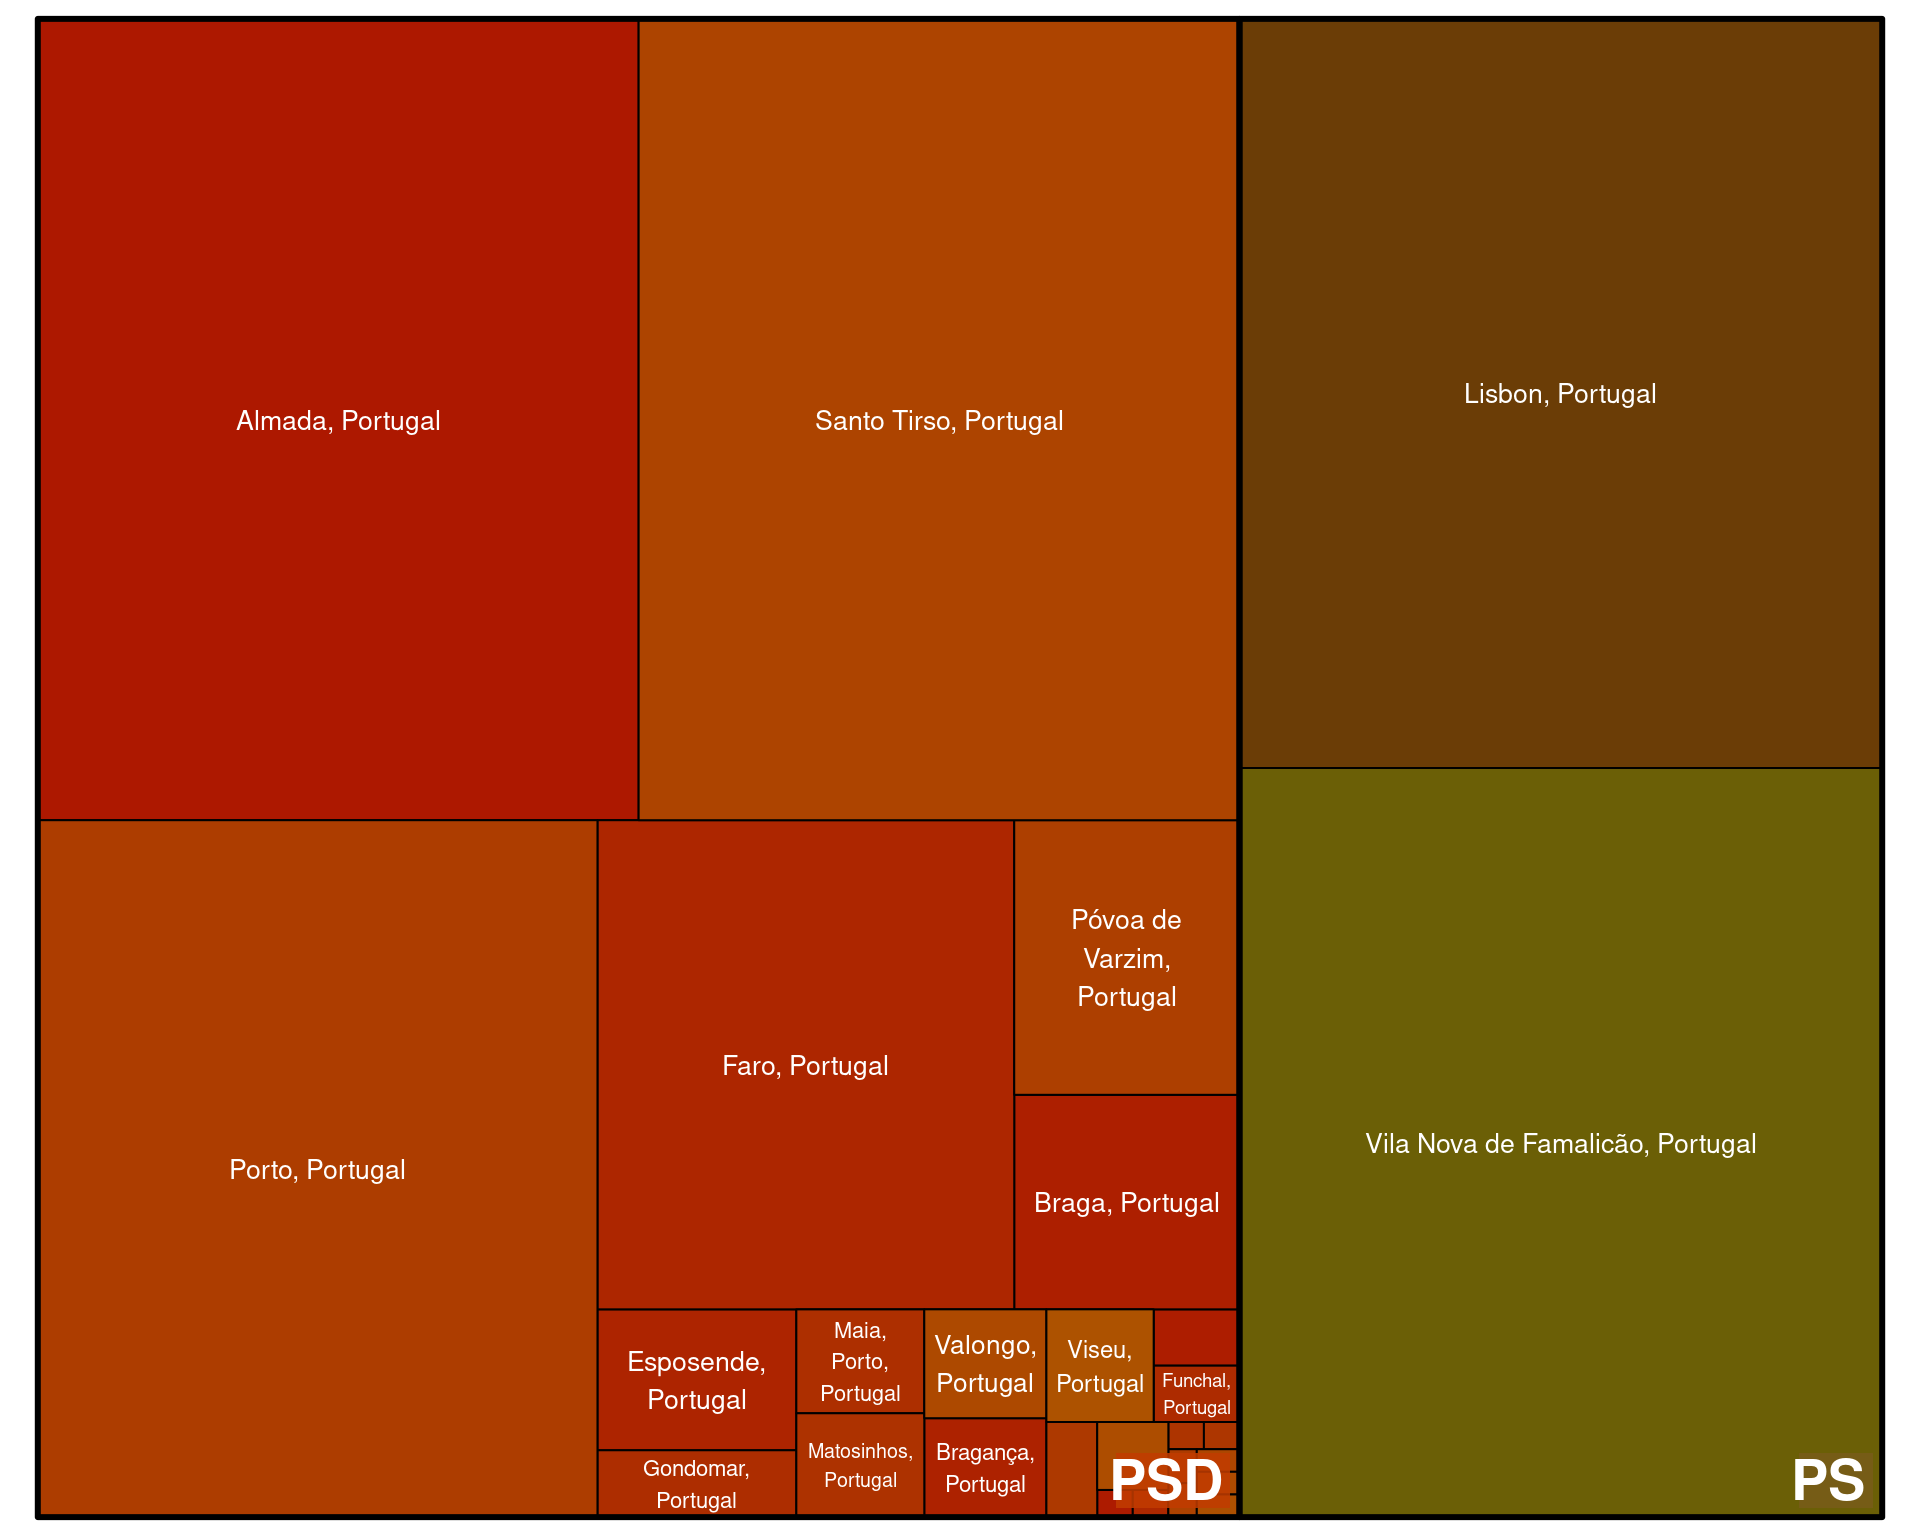 Almada, Portugal
Santo Tirso, Portugal
Lisbon, Portugal
Porto, Portugal
Faro, Portugal
Póvoa de
Varzim,
Portugal
Braga, Portugal
Vila Nova de Famalicão, Portugal
Esposende,
Portugal
Gondomar,
Portugal
Maia,
Porto,
Portugal
Matosinhos,
Portugal
Valongo,
Portugal
Bragança,
Portugal
Viseu,
Portugal
Funchal,
Portugal
PSD
PS